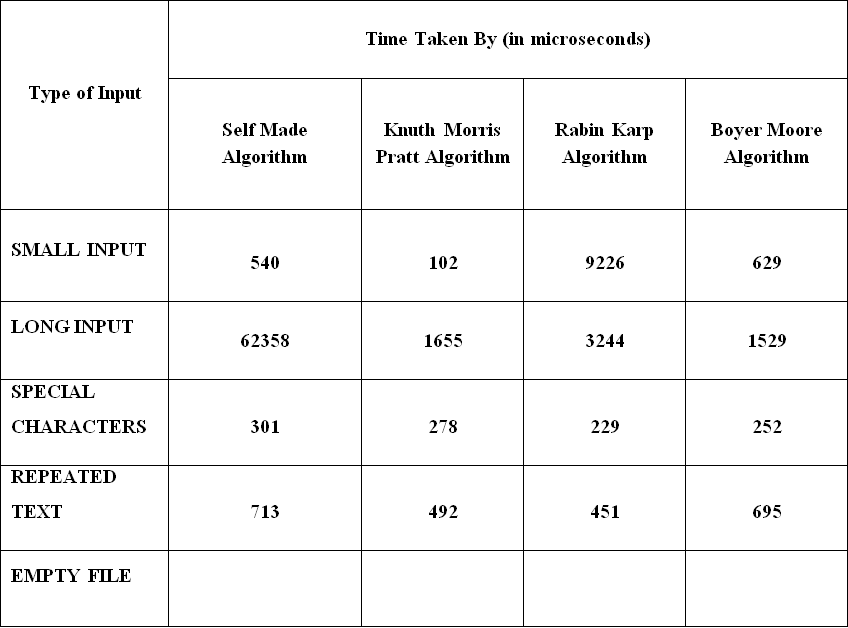 Time Taken By (in microseconds)
Type of Input
Self Made
Algorithm
Knuth Morris
Pratt Algorithm
Rabin Karp
Algorithm
Boyer Moore
Algorithm
SMALL INPUT
540
102
9226
629
LONG INPUT
62358
1655
3244
1529
SPECIAL
CHARACTERS
301
278
229
252
REPEATED
TEXT
713
492
451
695
EMPTY FILE